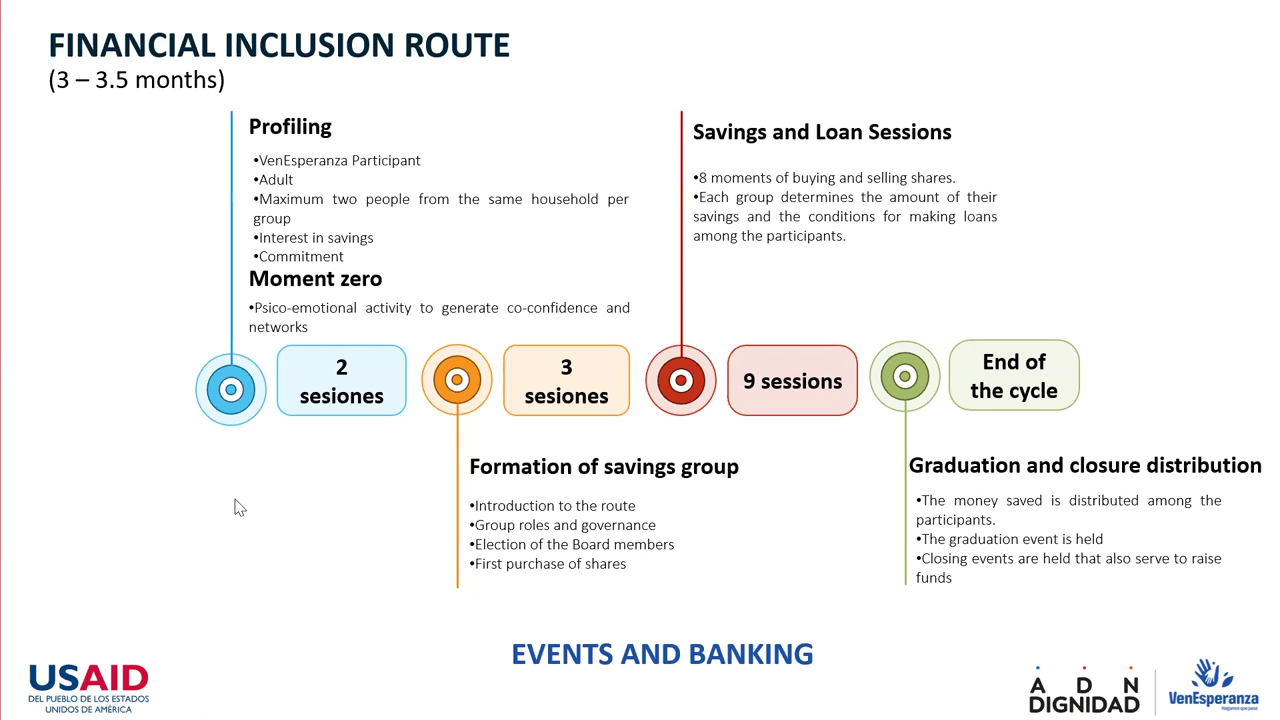 FINANCIAL INCLUSION ROUTE
(3 – 3.5 months)
Profiling
•VenEsperanza Participant
•Adult
•Maximum two people from the same household per
group
•Interest in savings
•Commitment
Moment zero
•Psico-emotional activity to generate co-confidence and
networks
Savings and Loan Sessions
•8 moments of buying and selling shares.
•Each group determines the amount of their
savings and the conditions for making loans
among the participants.
2
sesiones
3
sesiones
9 sessions
End of
the cycle
Formation of savings group
•Introduction to the route
•Group roles and governance
•Election of the Board members
•First purchase of shares
Graduation and closure distribution
•The money saved is distributed among the
participants.
•The graduation event is held
•Closing events are held that also serve to raise
funds
EVENTS AND BANKING
USAID
DEL PUEBLO DE LOS ESTADOS
UNIDOS DE AMÉRICA
ADN
DIGNIDAD
VenEsperanza
Hagamos que pase